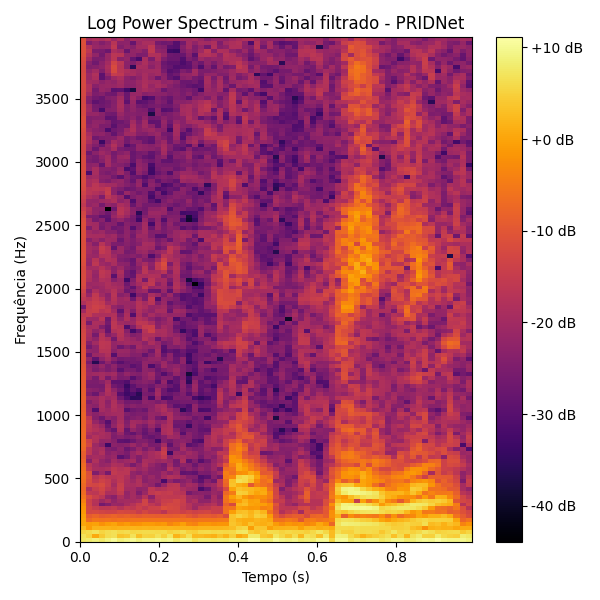 Log Power Spectrum - Sinal filtrado - PRIDNet
Frequência (Hz)
3500
3000
2500
2000
1500
1000
500
0
0.0 0.2 0.4 0.6 0.8
Tempo (s)
+10 dB
+0 dB
-10 dB
-20 dB
-30 dB
-40 dB